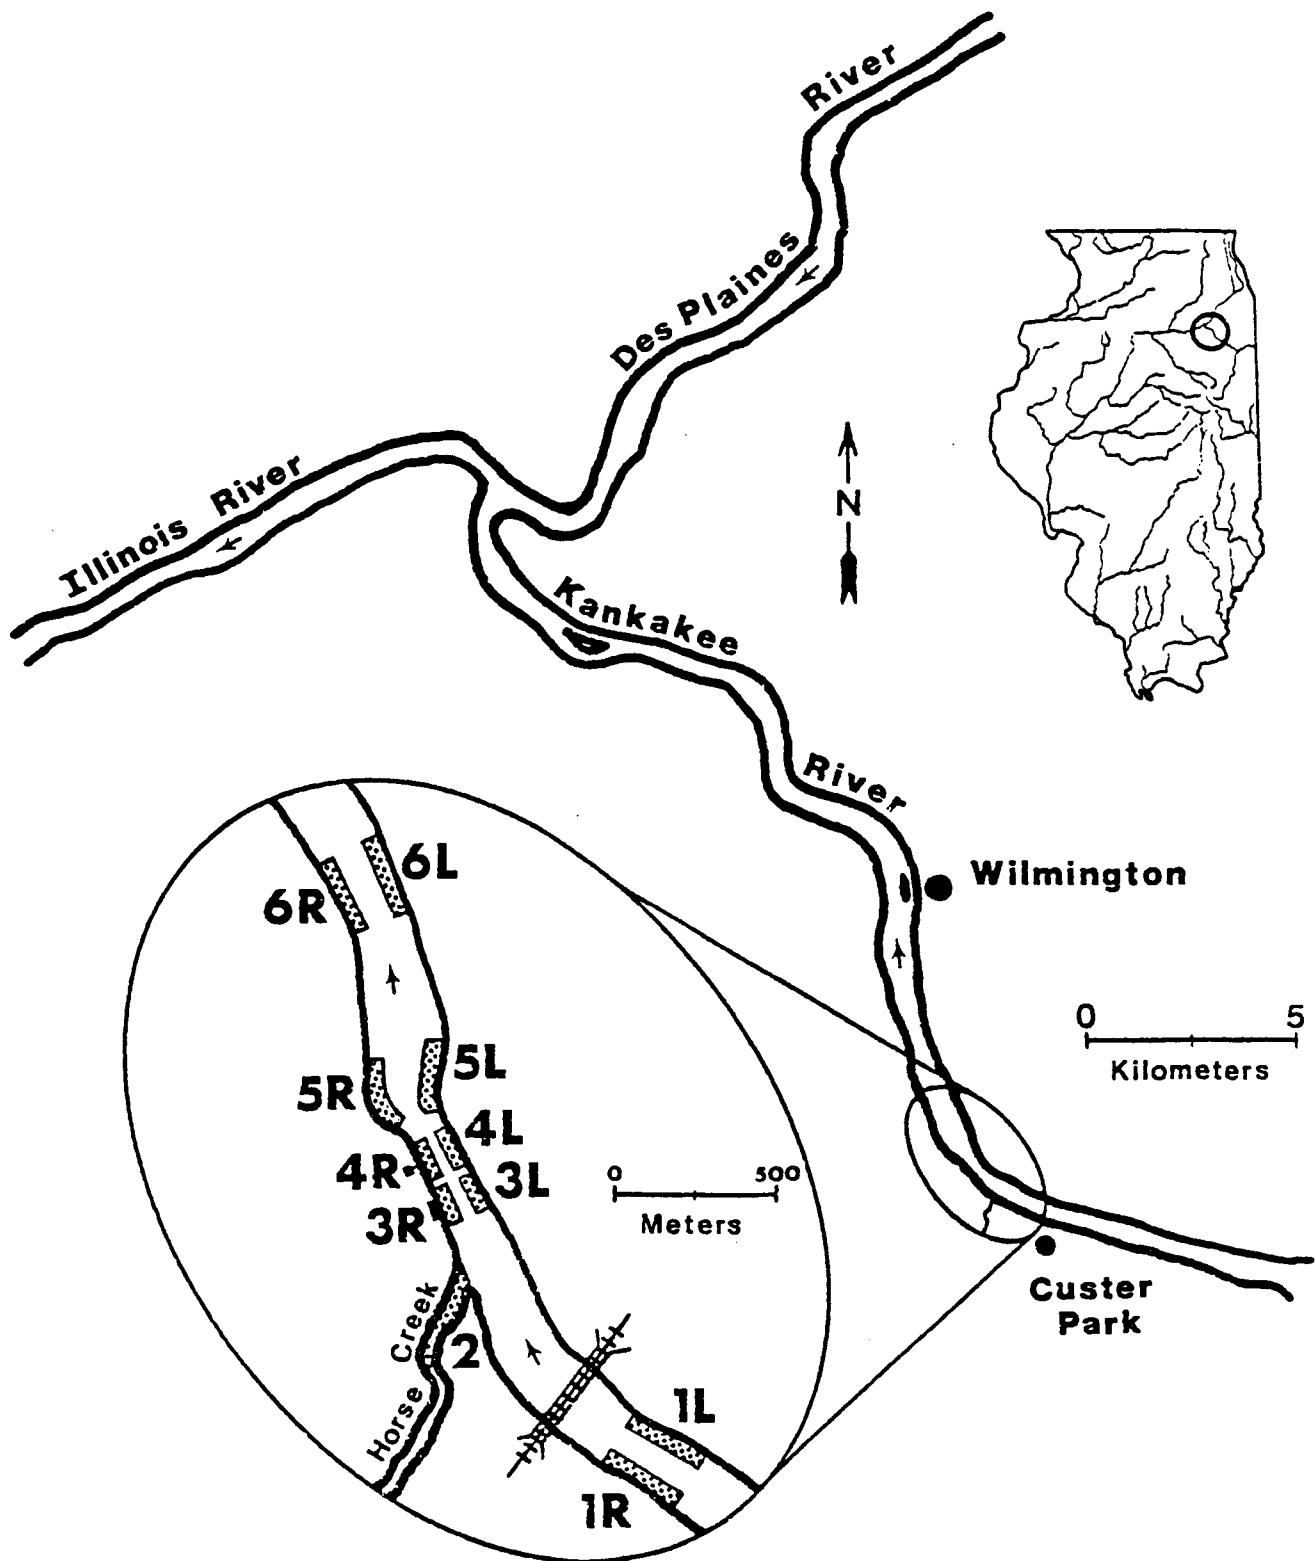 River
Des Plaines
Illinois River
N
Kankakee
River
Wilmington
0 5
Kilometers
6L
6R
5L
5R
4L
4R
3L
3R
0 500
Meters
Custer
Park
Horse Creek
2
1L
1R